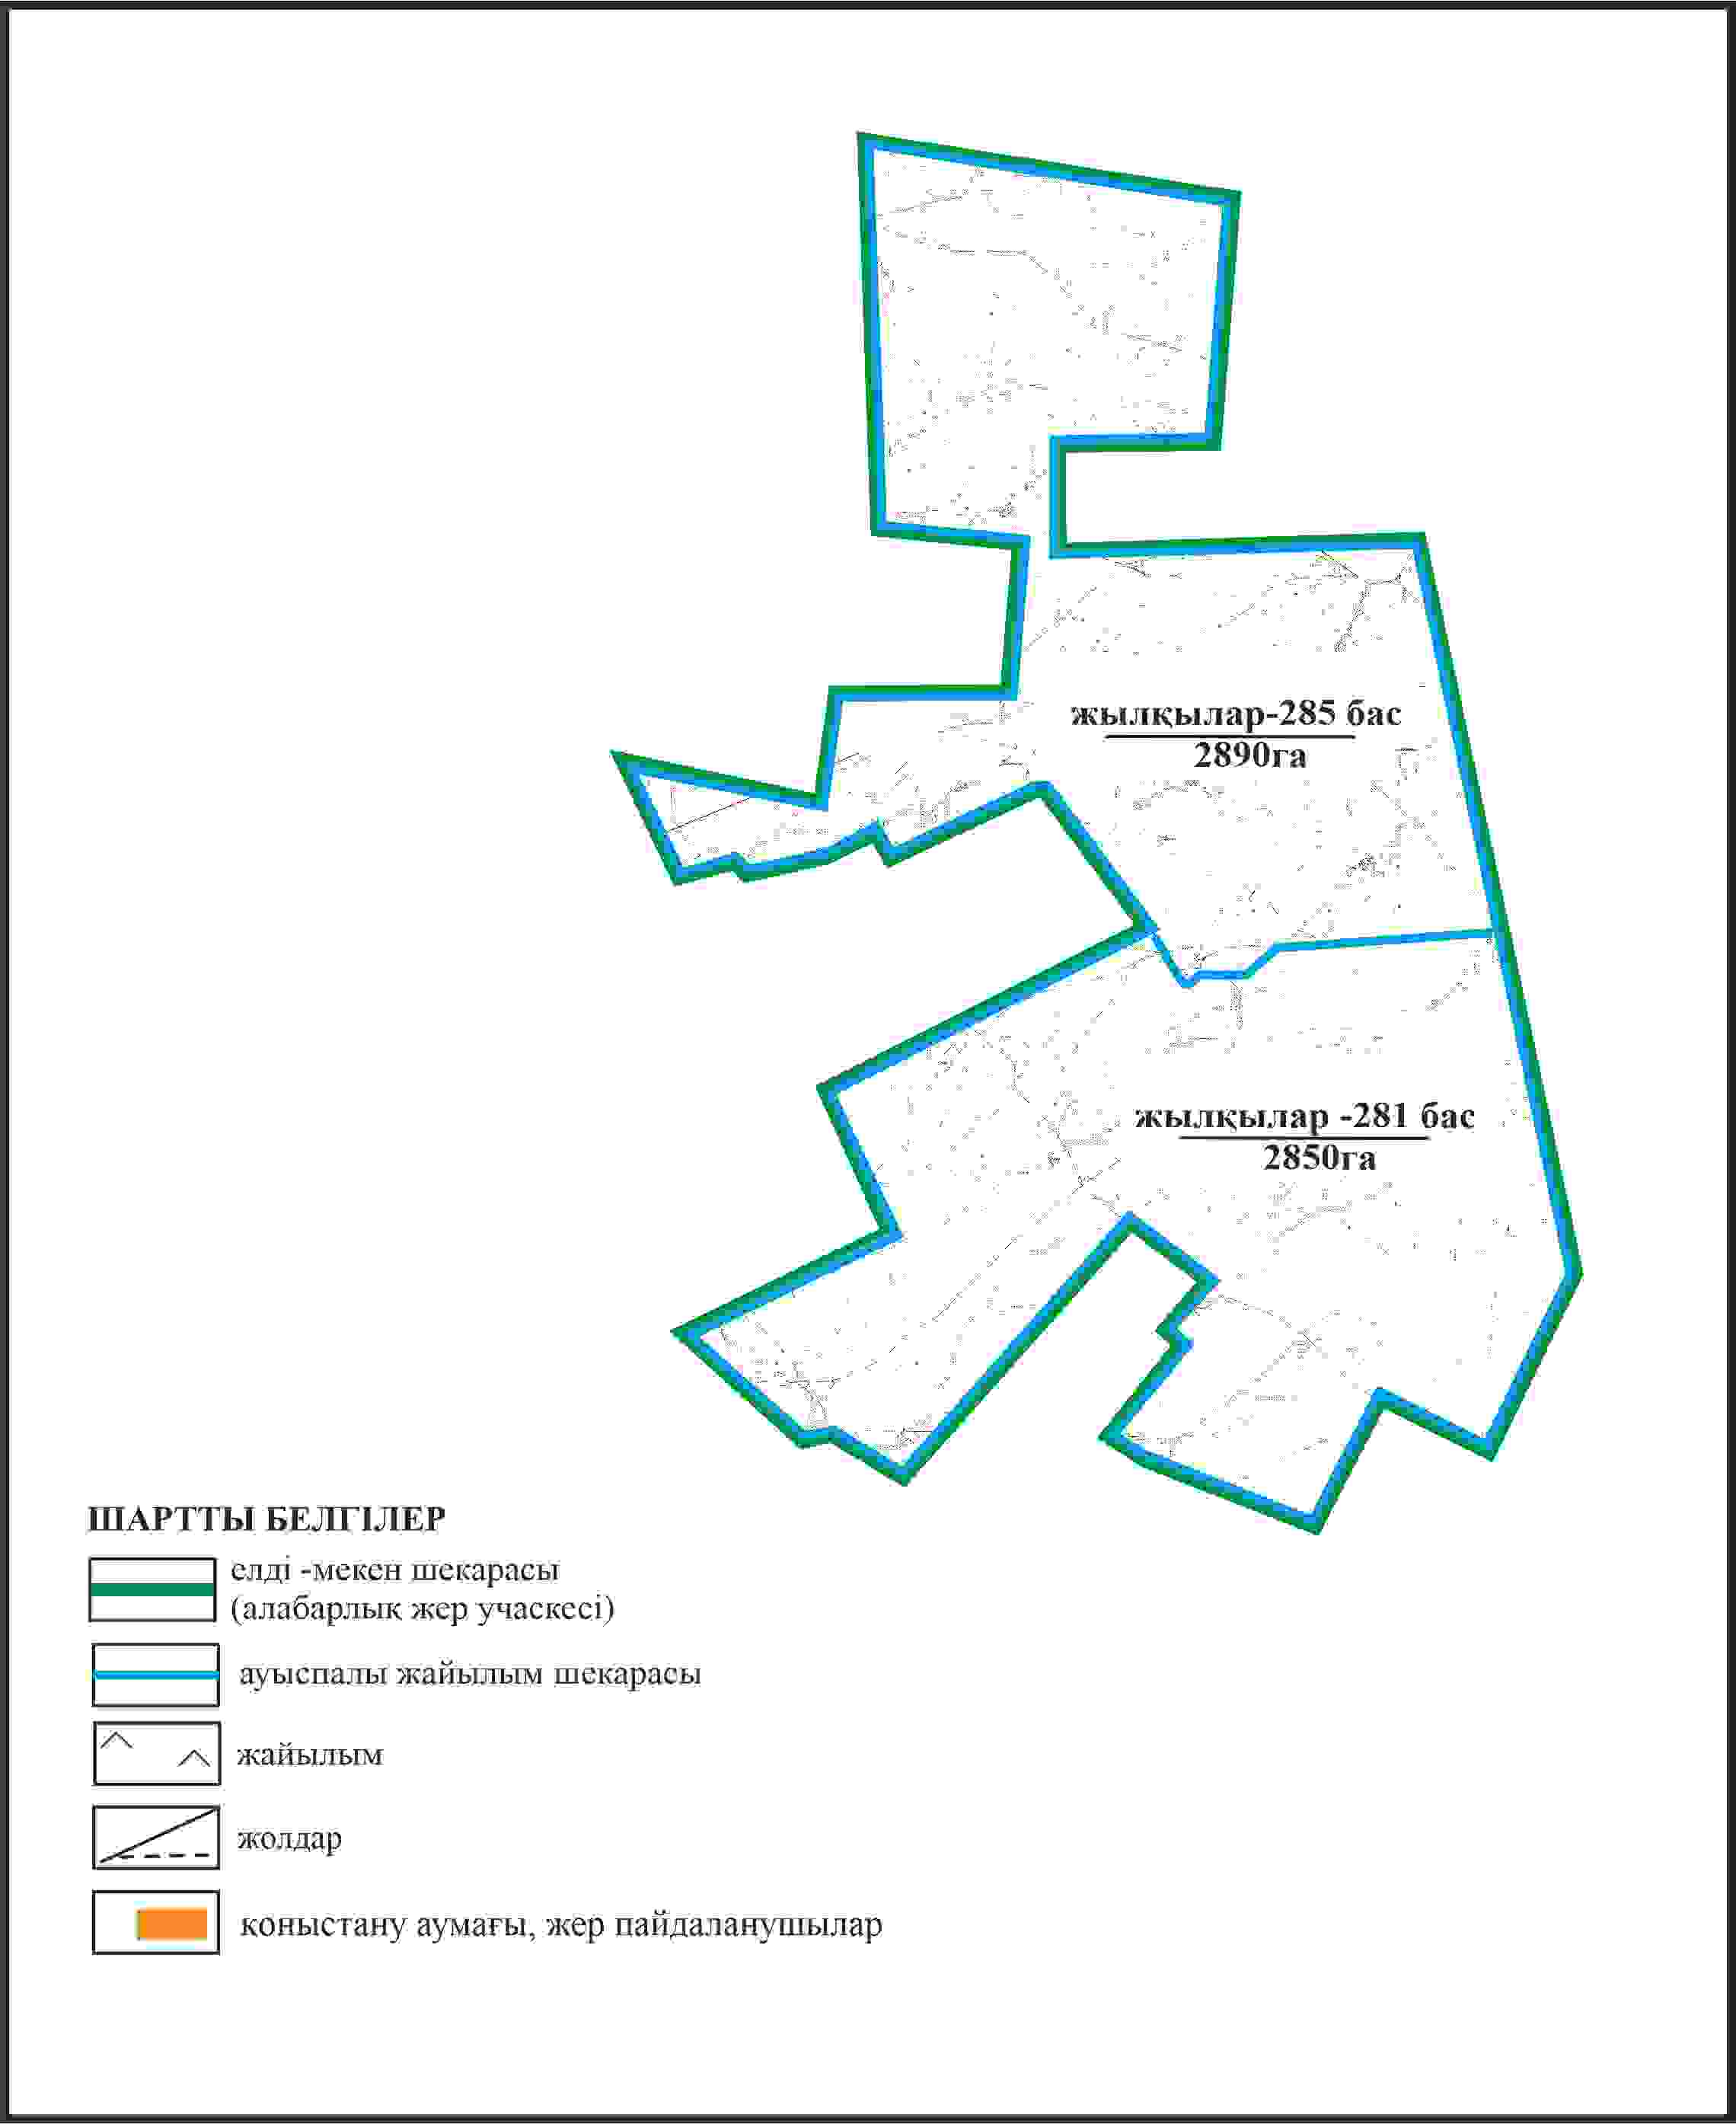 жылқылар-285 бас
2890га
жылқылар -281 бас
2850га
ШАРТТЫ БЕЛГІЛЕР
елді -мекен шекарасы
(алабарлық жер учаскесі)
ауыспалы жайылым шекарасы
жайылым
жолдар
қоныстану аумағы, жер пайдаланушылар